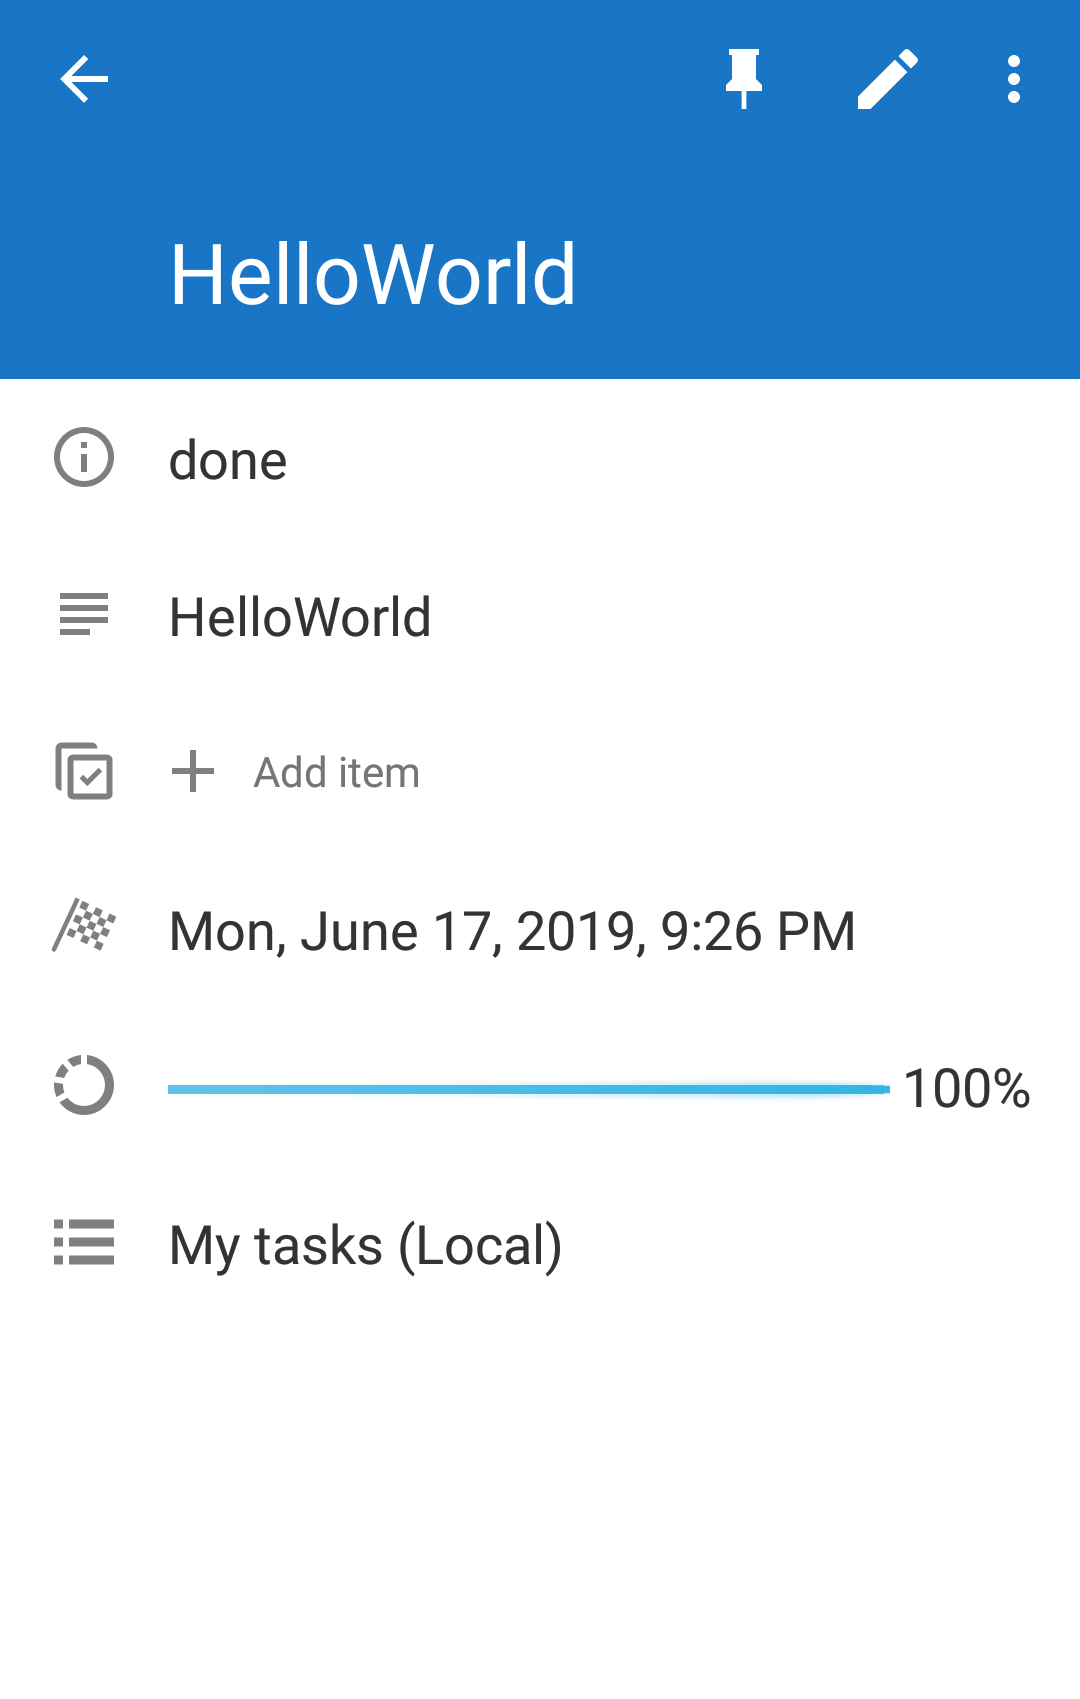 HelloWorld
done
HelloWorld
Add item
Mon, June 17, 2019, 9:26 PM
100%
My tasks (Local)